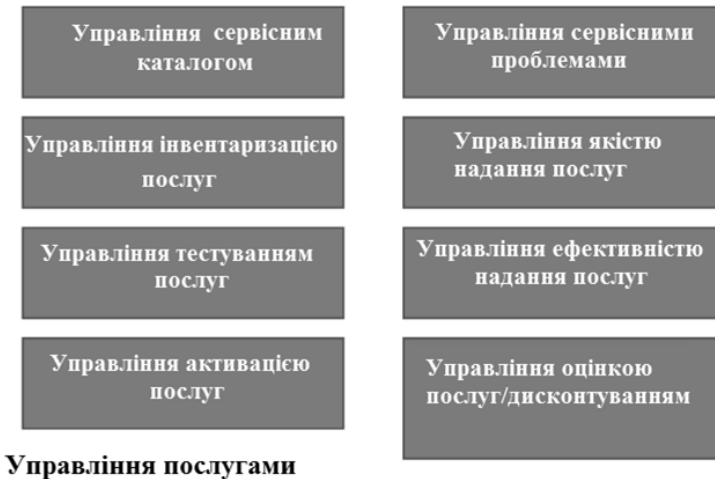 Управління сервісним
каталогом
Управління інвентаризацією
послуг
Управління тестуванням
послуг
Управління активацією
послуг
Управління сервісними
проблемами
Управління якістю
надання послуг
Управління ефективністю
надання послуг
Управління оцінкою
послуг/дисконтуванням
Управління послугами